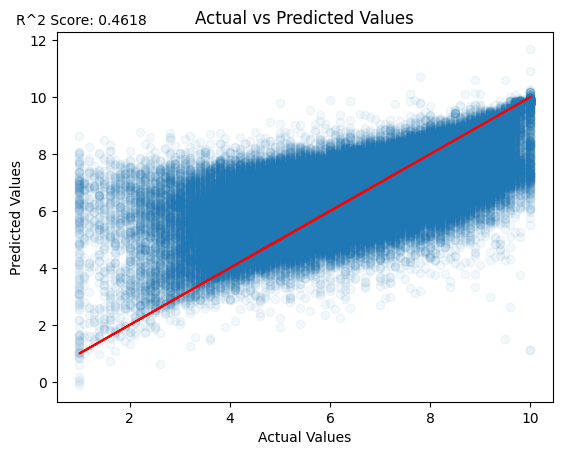 R^2 Score: 0.4618
Actual vs Predicted Values
12
10
8
6
4
2
0
Predicted Values
2 4 6 8 10
Actual Values